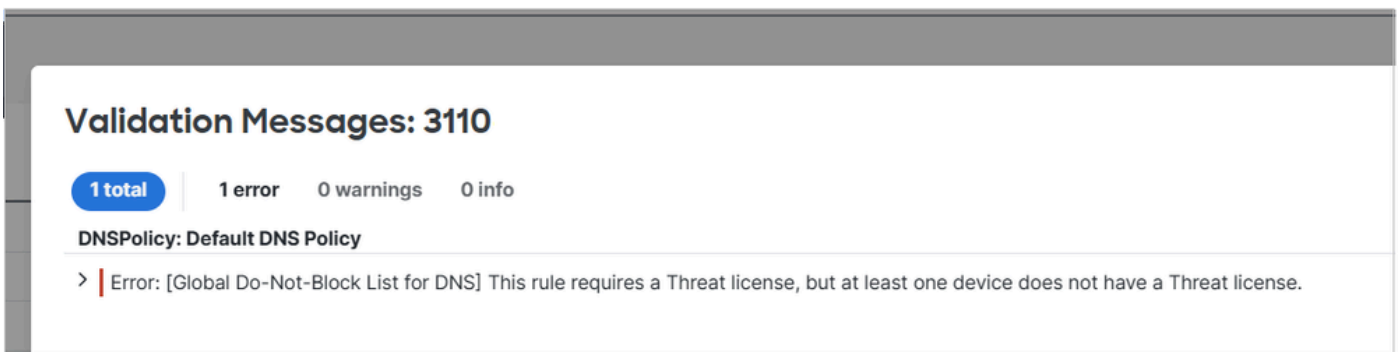 Validation Messages: 3110
1 total 1 error 0 warnings 0 info
DNSPolicy: Default DNS Policy
Error: [Global Do-Not-Block List for DNS] This rule requires a Threat license, but at least one device does not have a Threat license.